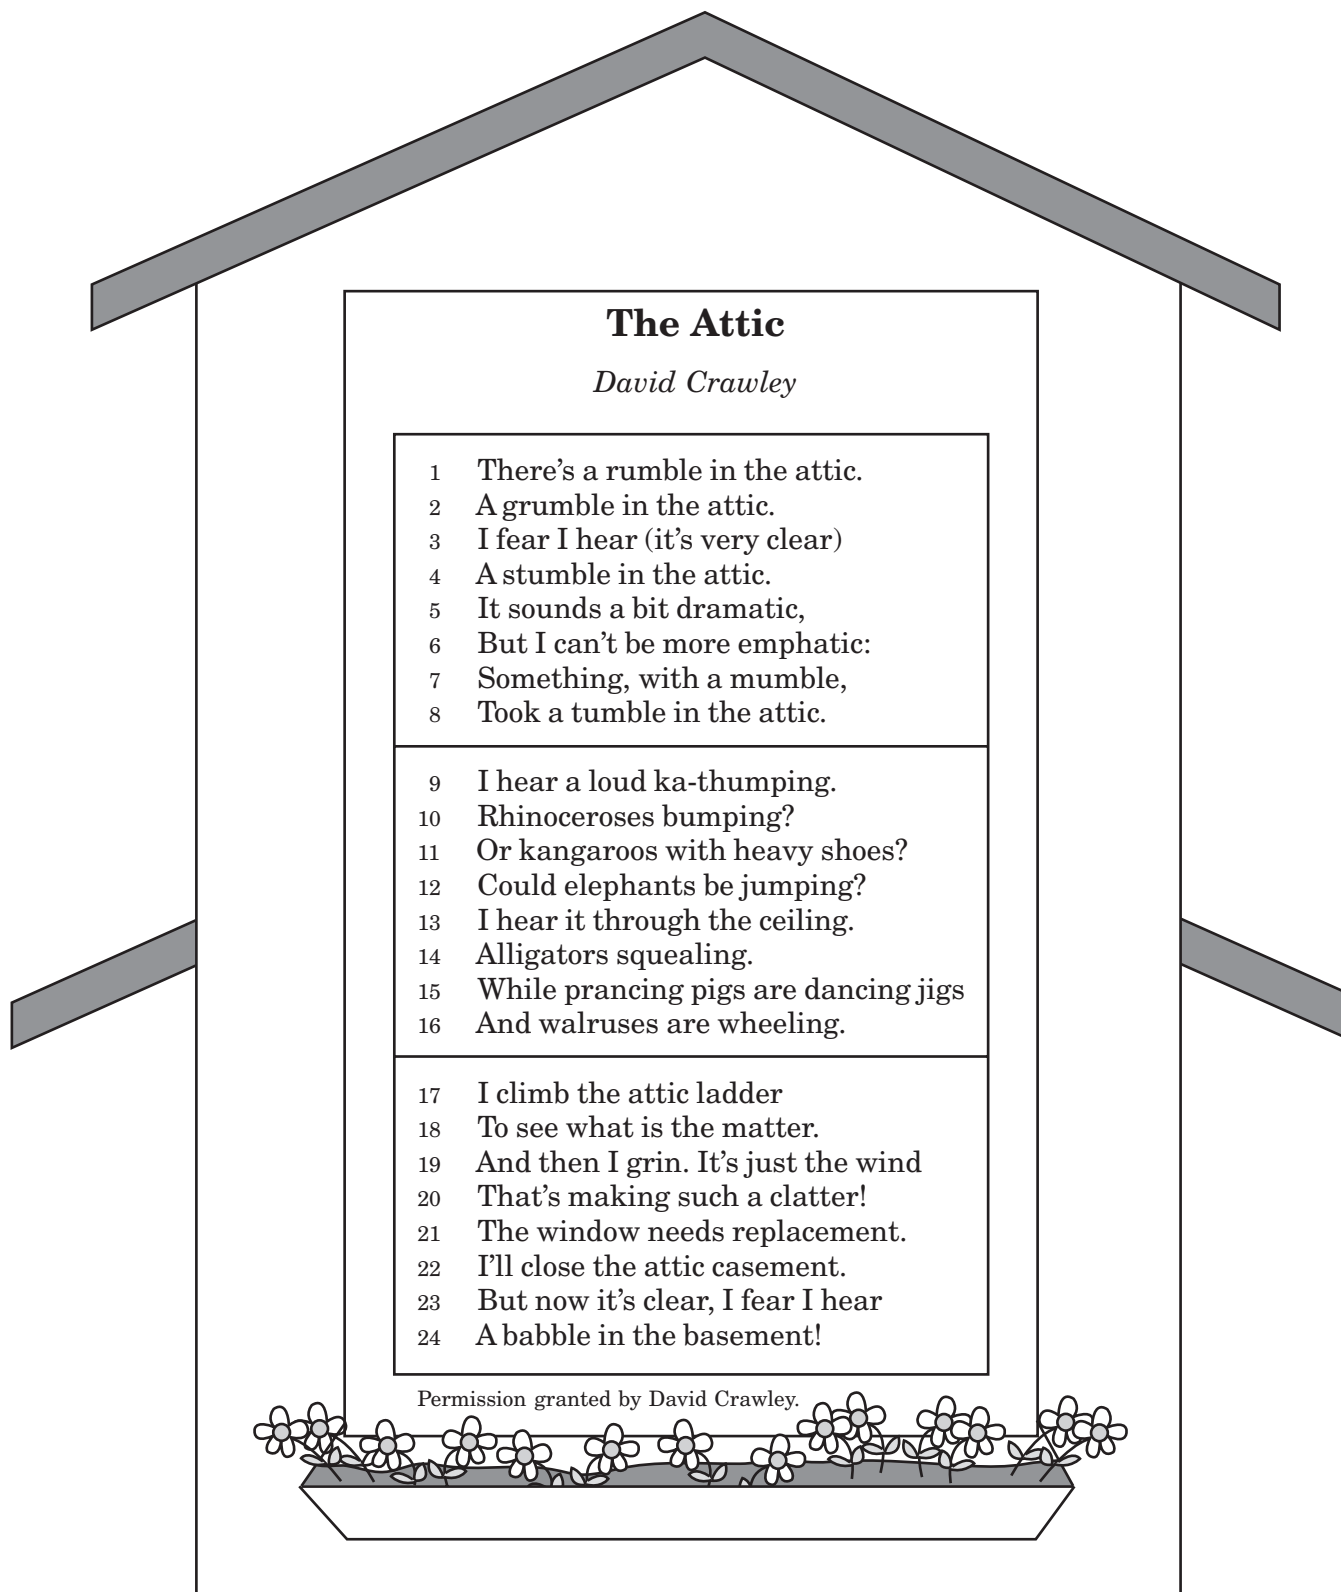 The Attic
David Crawley
1 There's a rumble in the attic.
2 A grumble in the attic.
3 I fear I hear (it's very clear)
4 A stumble in the attic.
5 It sounds a bit dramatic,
6 But I can't be more emphatic:
7 Something, with a mumble,
8 Took a tumble in the attic.
9 I hear a loud ka-thumping.
10 Rhinoceroses bumping?
11 Or kangaroos with heavy shoes?
12 Could elephants be jumping?
13 I hear it through the ceiling.
14 Alligators squealing.
15 While prancing pigs are dancing jigs
16 And walruses are wheeling.
17 I climb the attic ladder
18 To see what is the matter.
19 And then I grin. It's just the wind
20 That's making such a clatter!
21 The window needs replacement.
22 I'll close the attic casement.
23 But now it's clear, I fear I hear
24 A babble in the basement!
Permission granted by David Crawley.